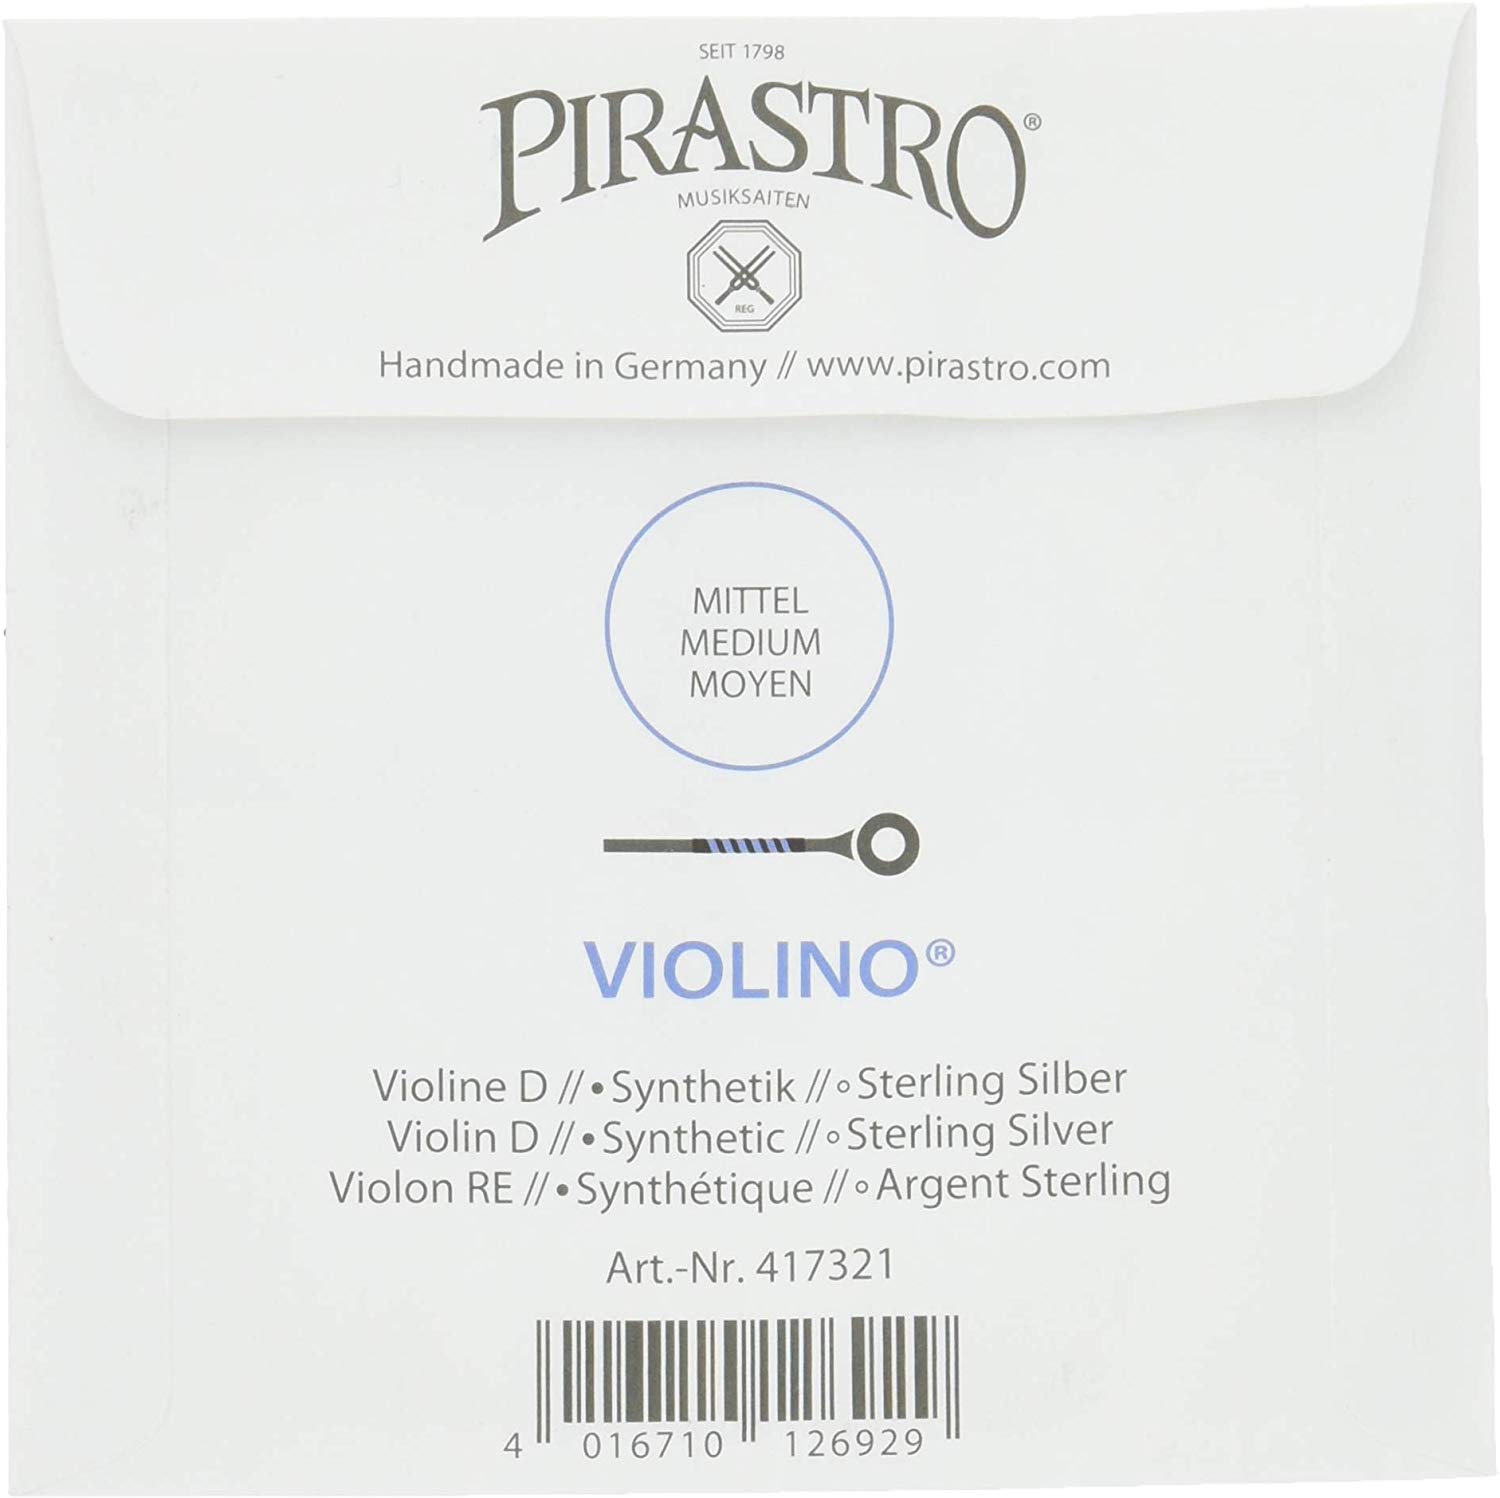 SEIT 1798
PIRASTRO®
MUSIKSAITEN
REG
Handmade in Germany // www.pirastro.com
MITTEL
MEDIUM
MOYEN
VIOLINO®
Violine D // • Synthetik // ○ Sterling Silber
Violin D // • Synthetic // ○ Sterling Silver
Violon RE // • Synthétique // ○ Argent Sterling
Art.-Nr. 417321
4 016710 126929